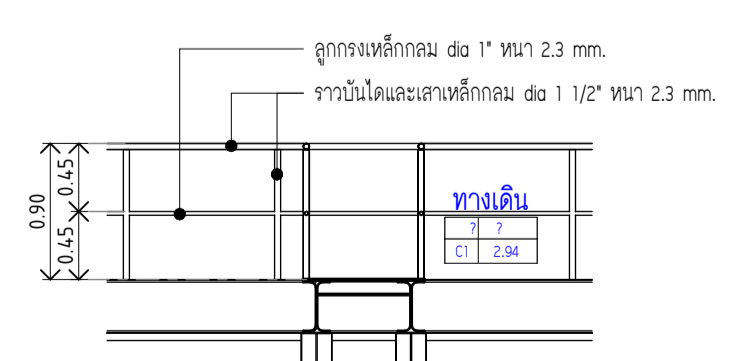 ลูกกรงเหล็กกลม dia 1" หนา 2.3 mm.
ราวบันไดและเสาเหล็กกลม dia 1 1/2" หนา 2.3 mm.
0.90
0.45
0.45
ทางเดิน
? ?
C1 2.94